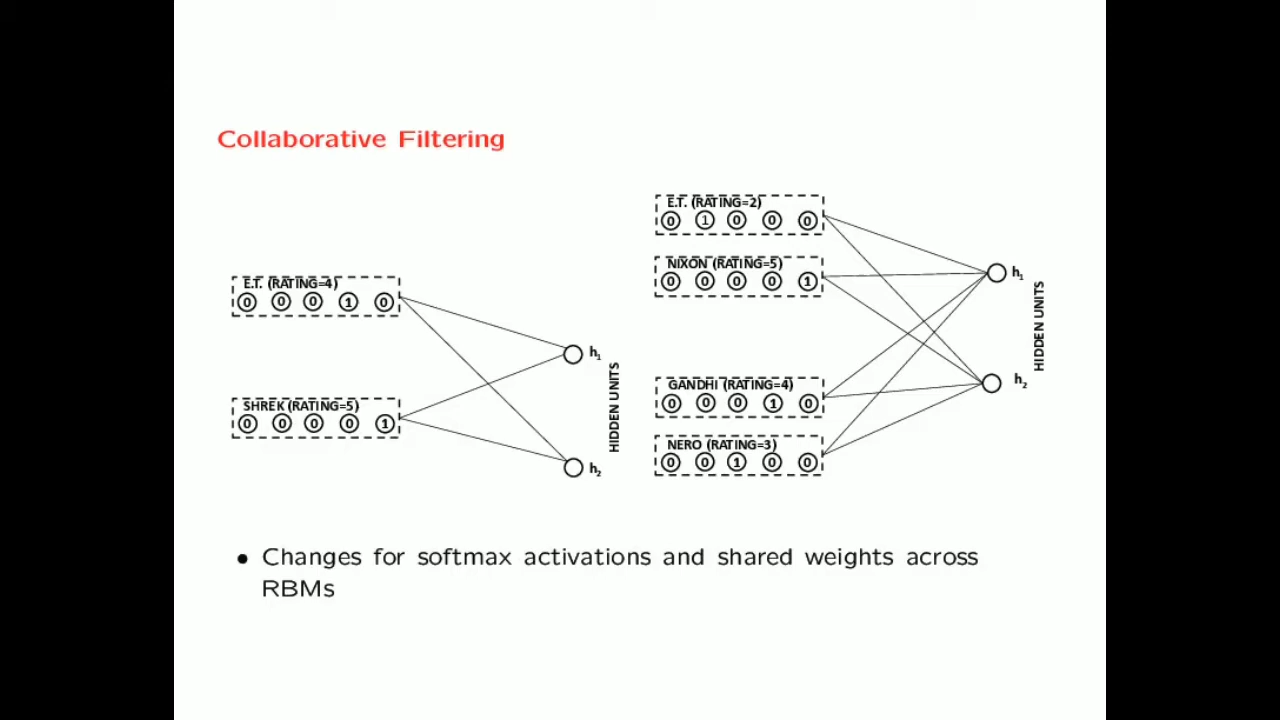 Collaborative Filtering
E.T. (RATING=4)
0 0 0 1 0
SHREK (RATING=5)
0 0 0 0 1
h1
h2
HIDDEN UNITS
E.T. (RATING=2)
0 1 0 0 0
NIXON (RATING=5)
0 0 0 0 1
GANDHI (RATING=4)
0 0 0 1 0
NERO (RATING=3)
0 0 1 0 0
h1
h2
HIDDEN UNITS
• Changes for softmax activations and shared weights across
RBMs